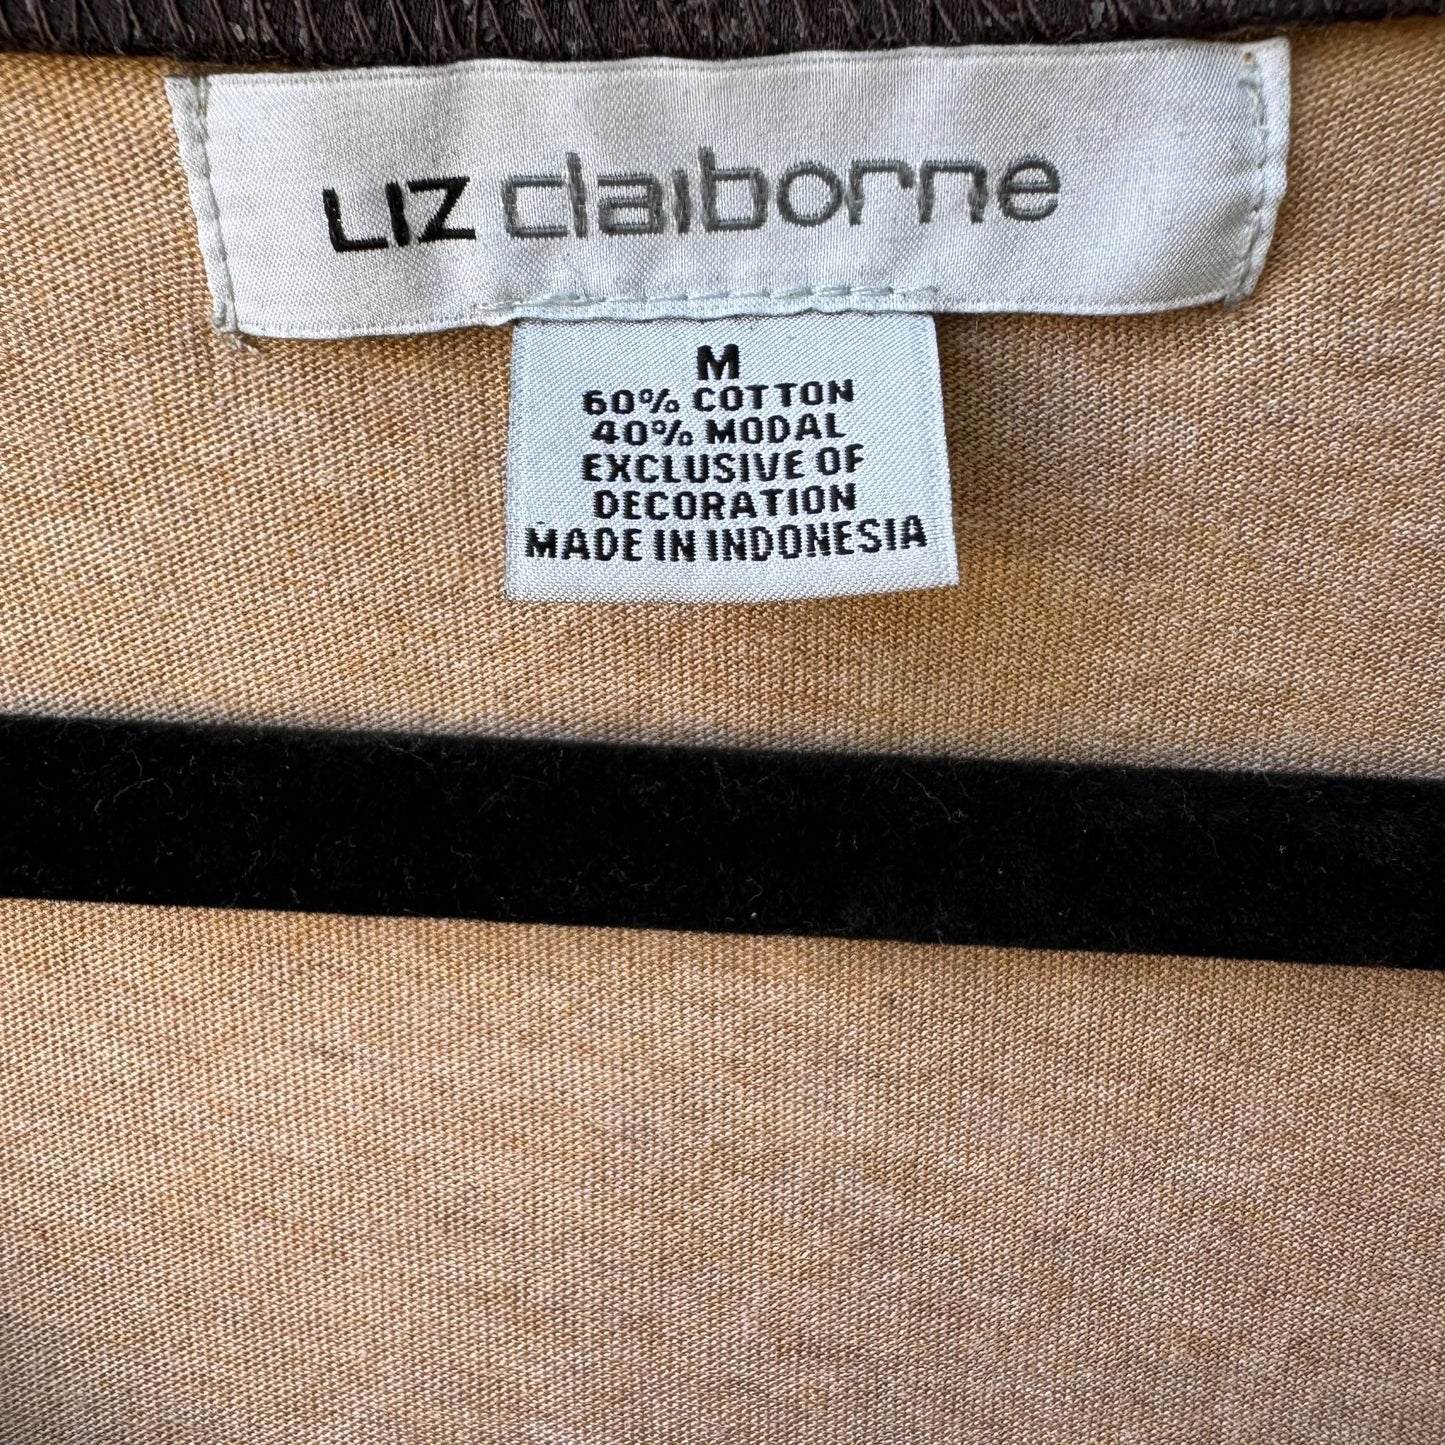 LIZ claiborne
M
60% COTTON
40% MODAL
EXCLUSIVE OF
DECORATION
MADE IN INDONESIA